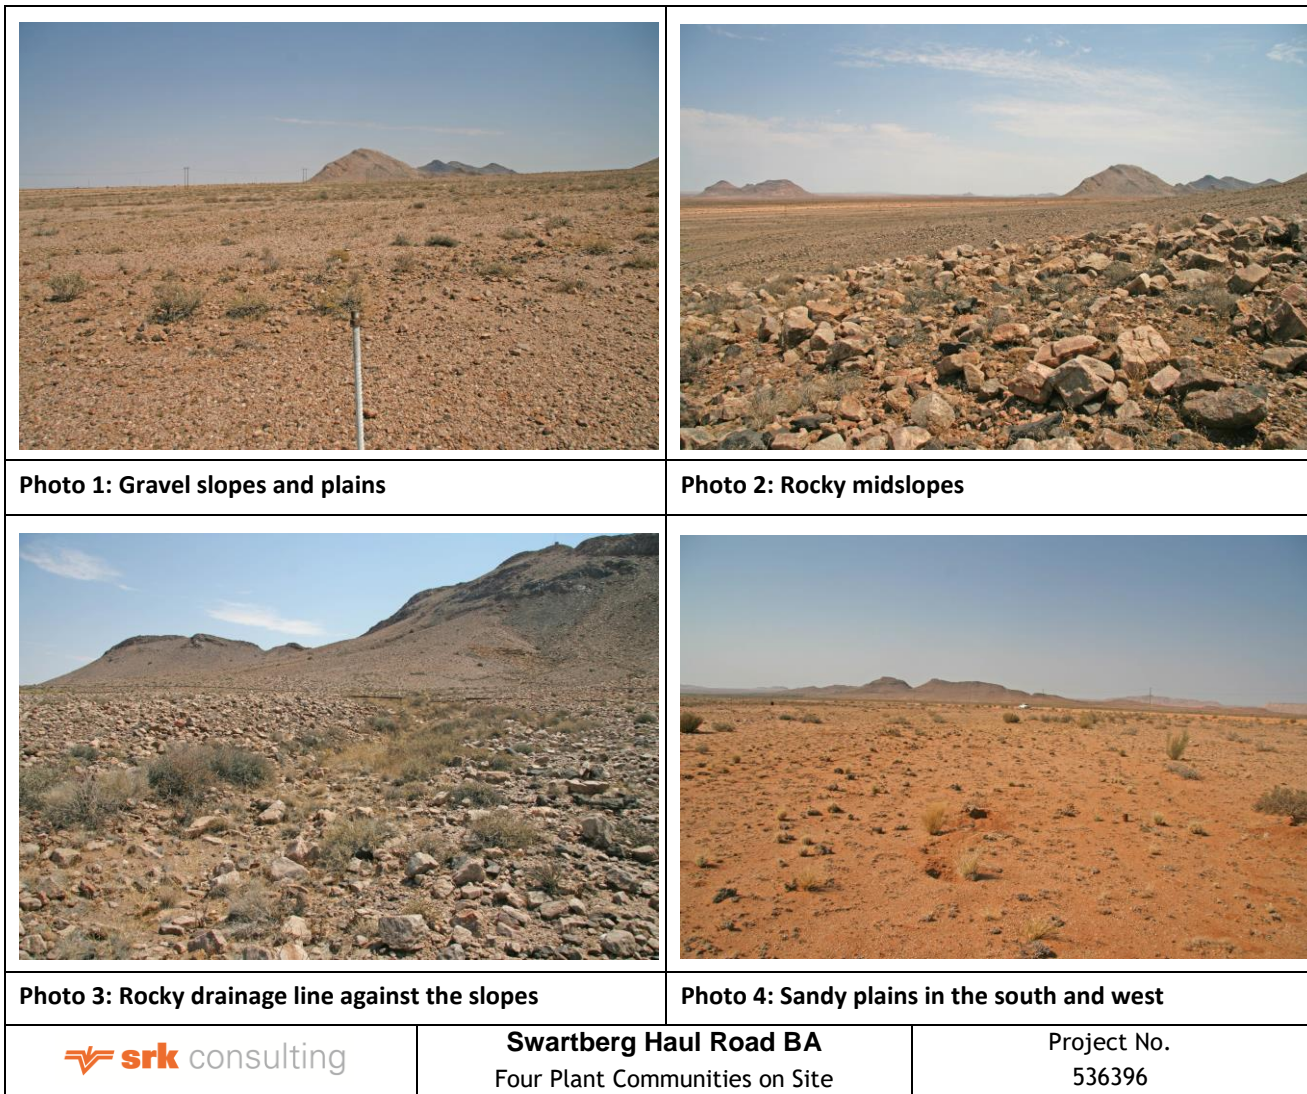 Photo 1: Gravel slopes and plains
Photo 2: Rocky midslopes
Photo 3: Rocky drainage line against the slopes
Photo 4: Sandy plains in the south and west
srk consulting
Swartberg Haul Road BA
Four Plant Communities on Site
Project No.
536396